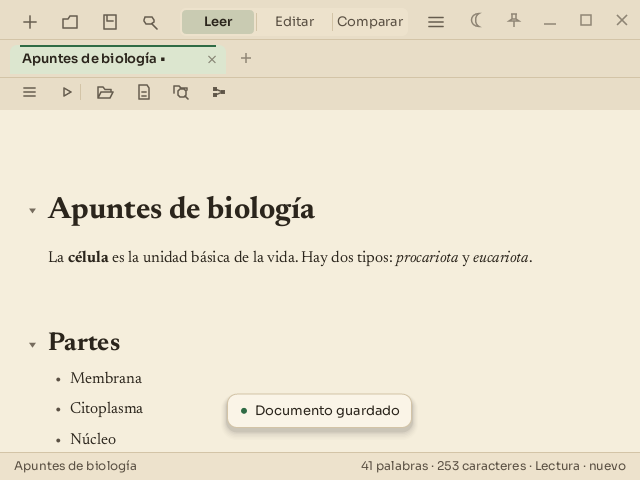 Leer Editar Comparar
Apuntes de biología •
Apuntes de biología
La célula es la unidad básica de la vida. Hay dos tipos: procariota y eucariota.
Partes
• Membrana
• Citoplasma
• Núcleo
Documento guardado
Apuntes de biología 41 palabras · 253 caracteres · Lectura · nuevo